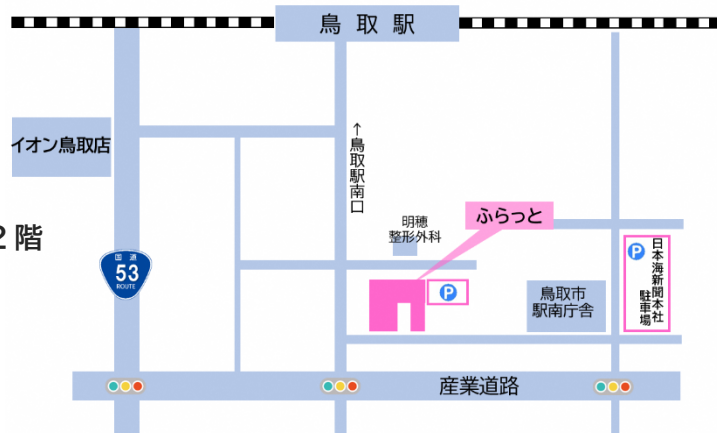 鳥取駅
イオン鳥取店
↑鳥取駅南口
ふらっと
明穂
整形外科
2階
国道
53
ROUTE
P
P
日本海新聞本社
駐車場
鳥取市
駅南庁舎
産業道路